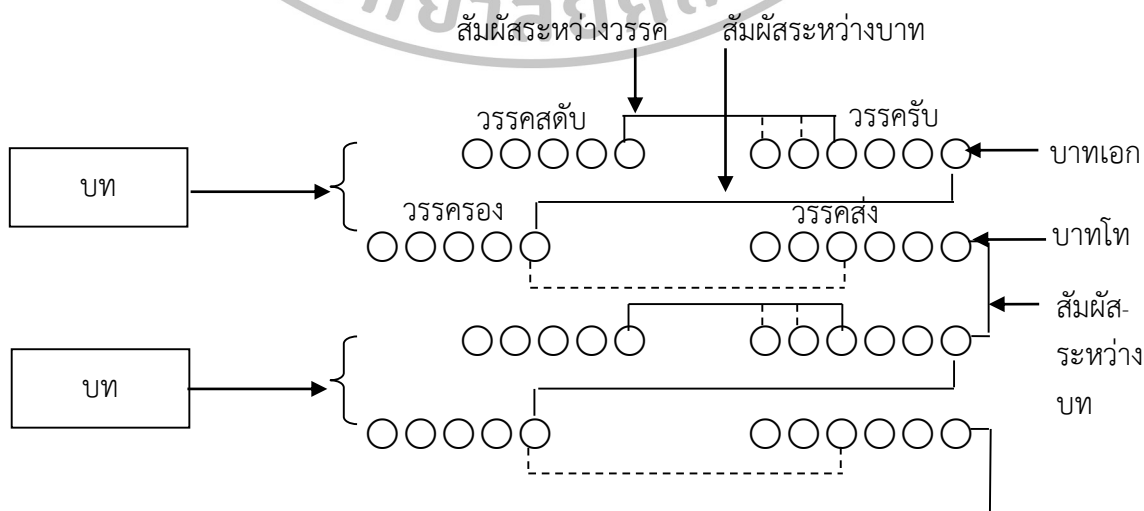 สัมผัสระหว่างวรรค สัมผัสระหว่างบาท
วรรคสดับ วรรครับ
บาทเอก
บท
วรรครอง วรรคส่ง
บาทโท
สัมผัส-
ระหว่าง
บท
บท